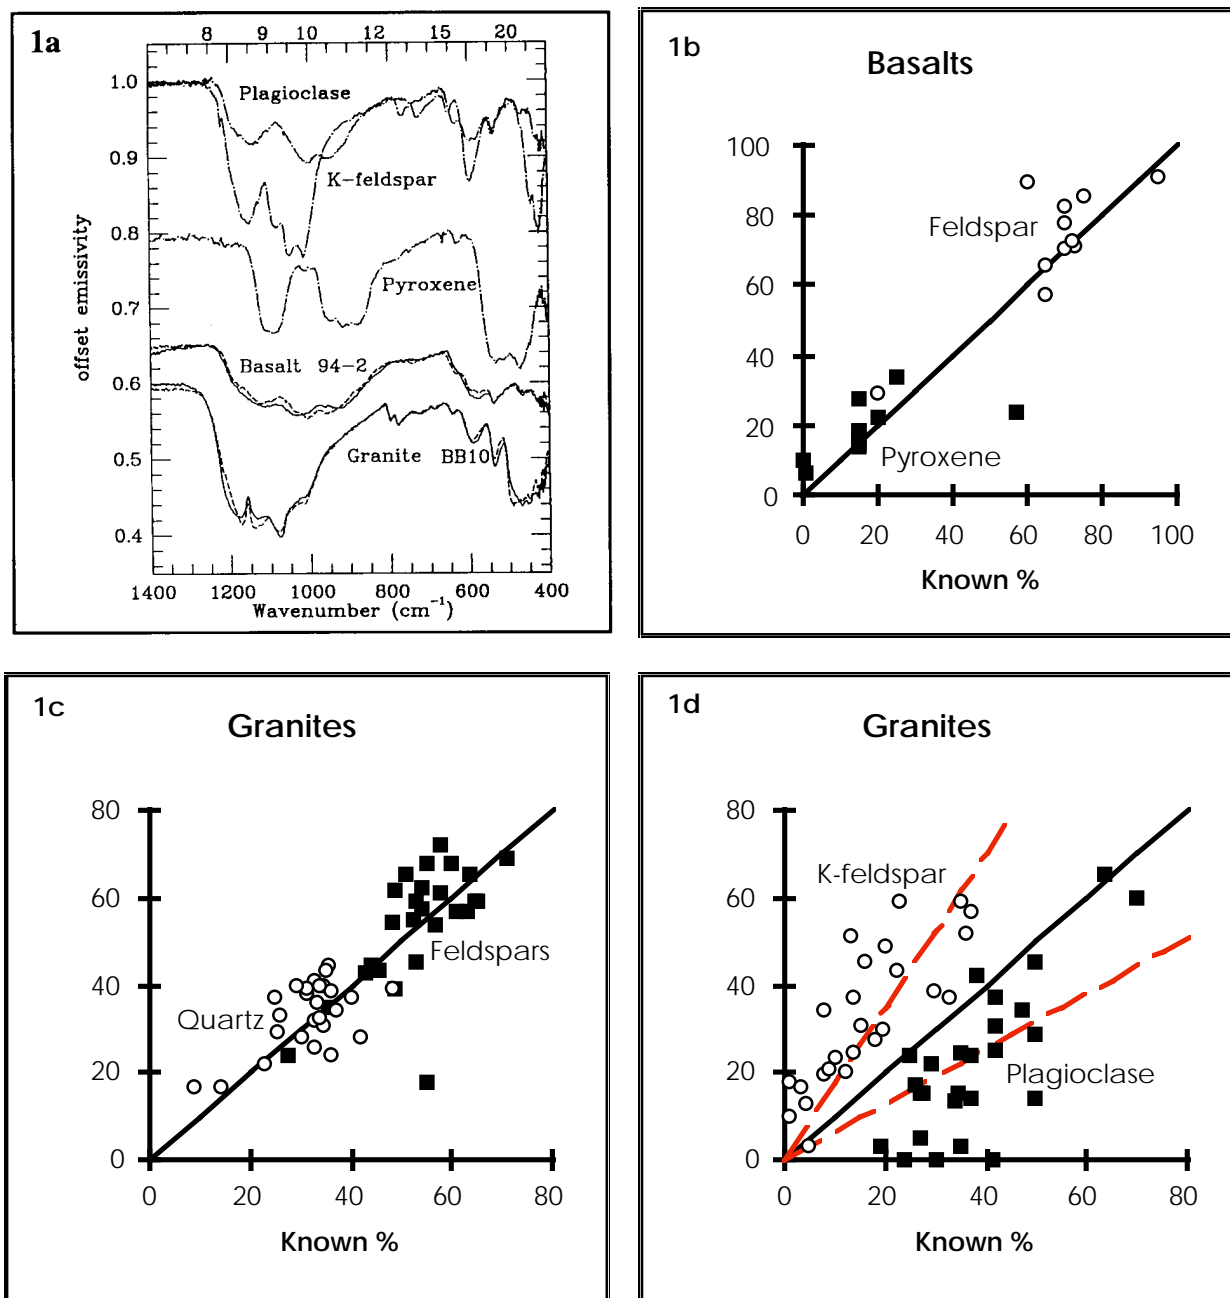 1a
8 9 10 12 15 20
1.0
0.9
0.8
0.7
0.6
0.5
0.4
offset emissivity
Plagioclase
K-feldspar
Pyroxene
Basalt 94-2
Granite BB10
1400 1200 1000 800 600 400
Wavenumber (cm⁻¹)
1b
Basalts
100
80
60
40
20
0
Feldspar
Pyroxene
0 20 40 60 80 100
Known %
1c
Granites
80
60
40
20
0
Feldspars
Quartz
0 20 40 60 80
Known %
1d
Granites
80
60
40
20
0
K-feldspar
Plagioclase
0 20 40 60 80
Known %